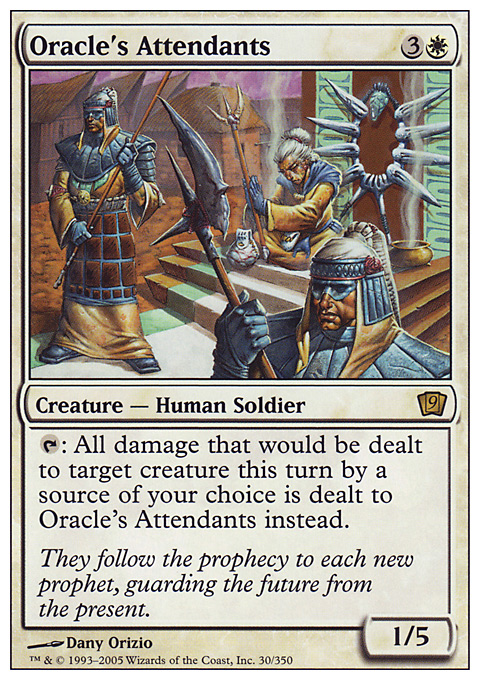 Oracle's Attendants 3
Creature — Human Soldier 9
: All damage that would be dealt
to target creature this turn by a
source of your choice is dealt to
Oracle's Attendants instead.
They follow the prophecy to each new
prophet, guarding the future from
the present.
Dany Orizio
1/5
™ & © 1993–2005 Wizards of the Coast, Inc. 30/350